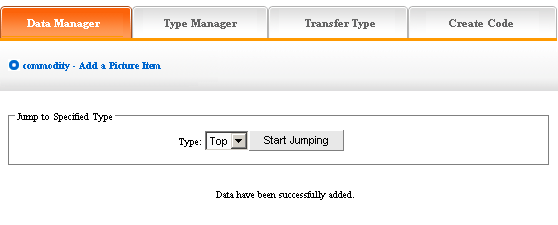 Data Manager
Type Manager
Transfer Type
Create Code
commodity - Add a Picture Item
Jump to Specified Type
Type: Top Start Jumping
Data have been successfully added.